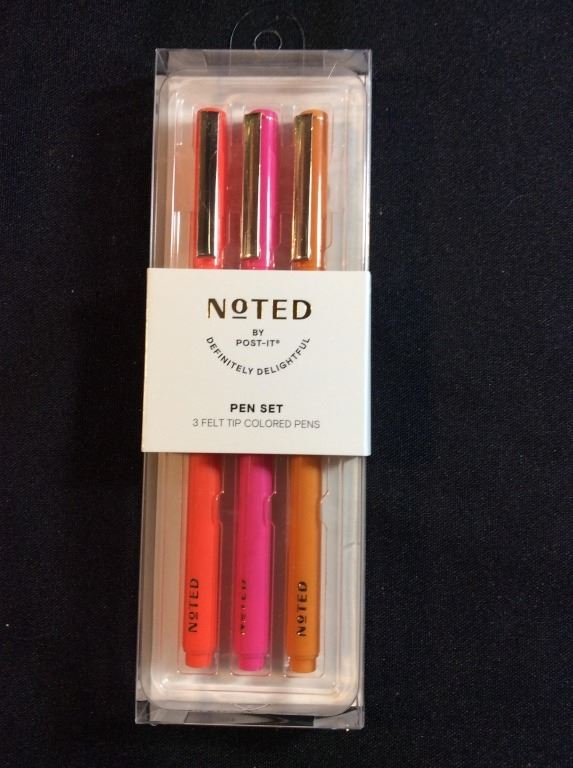 NoTED
BY
POST-IT®
DEFINITELY DELIGHTFUL
PEN SET
3 FELT TIP COLORED PENS
NoTED
NoTED
NoTED